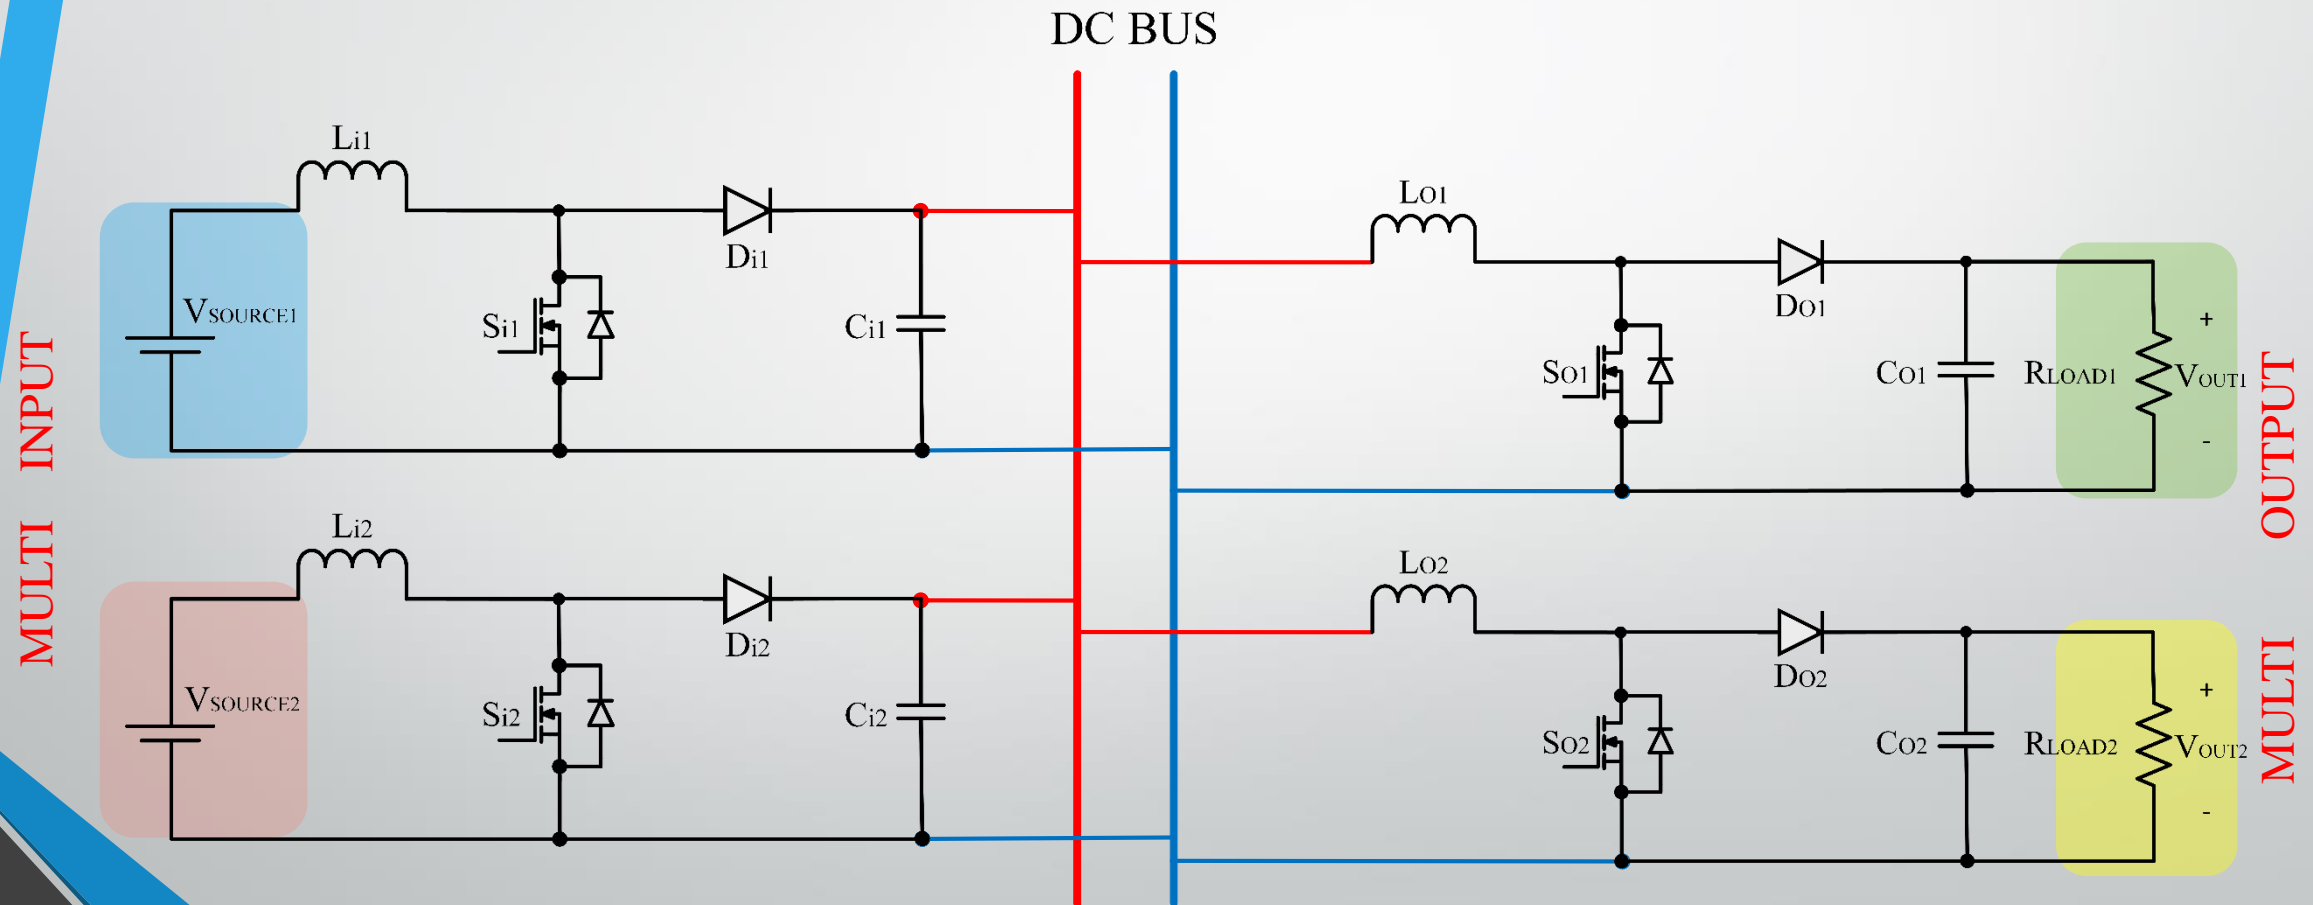 DC BUS
Li1
VSOURCE1
Si1
Di1
Ci1
LO1
DO1
SO1
CO1
RLOAD1
+
VOUT1
-
MULTI INPUT
Li2
VSOURCE2
Si2
Di2
Ci2
LO2
DO2
SO2
CO2
RLOAD2
+
VOUT2
-
MULTI OUTPUT